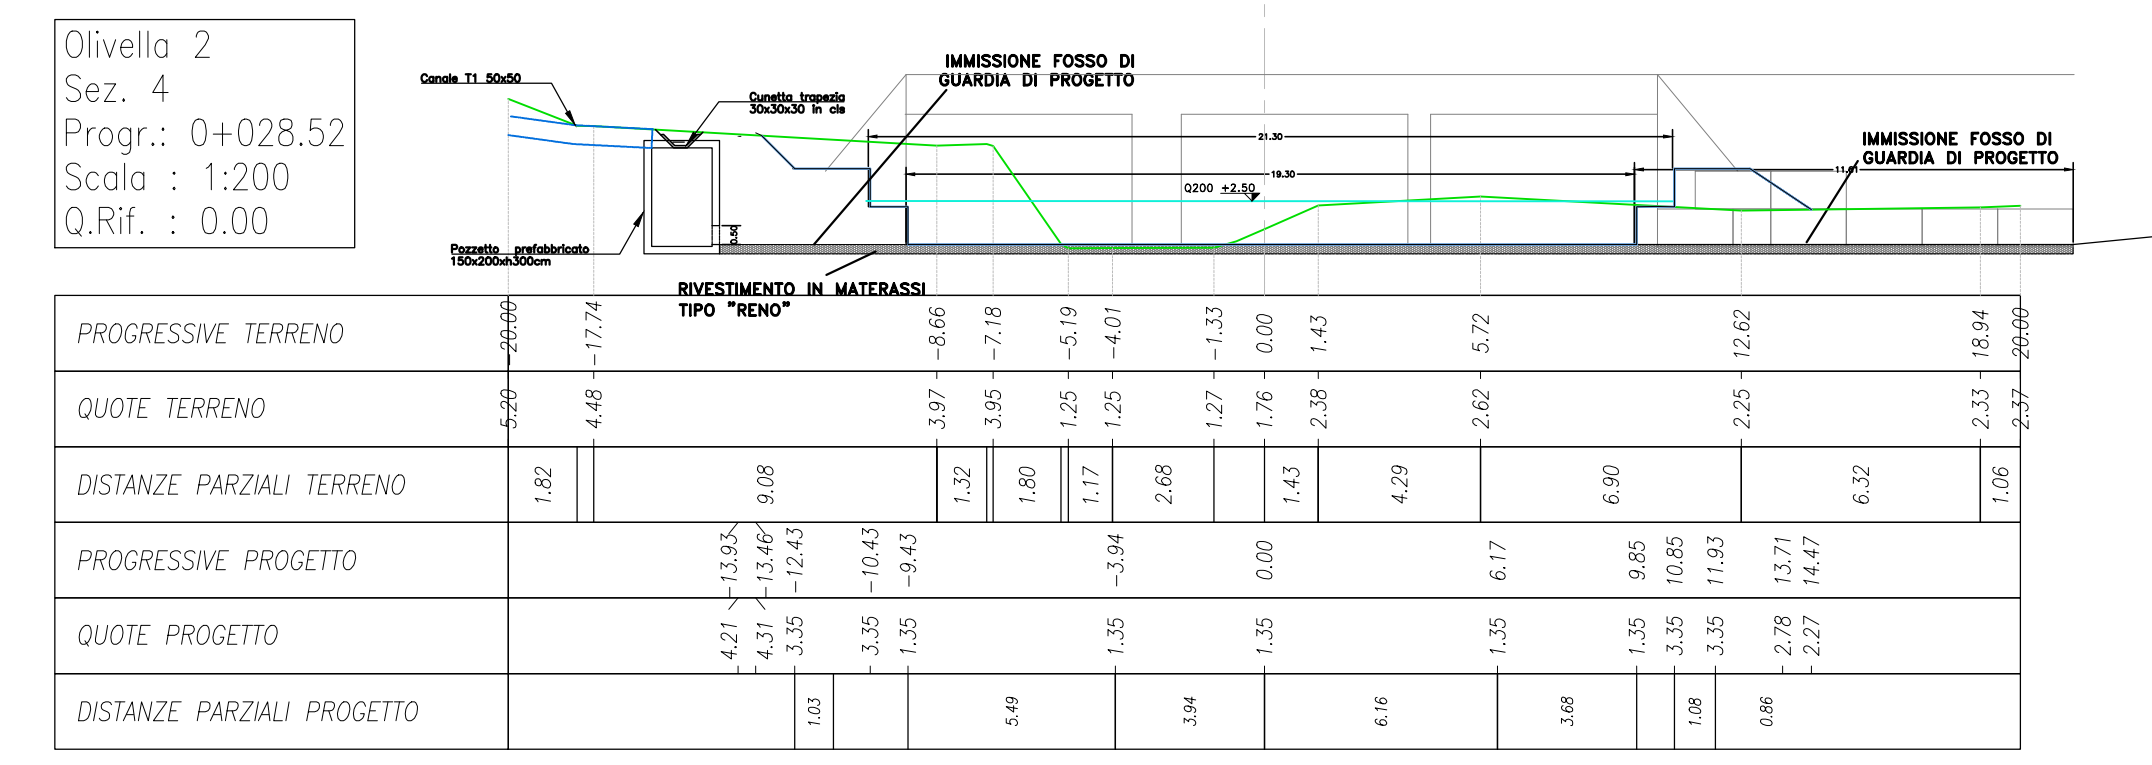 Olivella 2
Sez. 4
Progr.: 0+028.52
Scala : 1:200
Q.Rif. : 0.00
Canale T1 50x50
Cunetta trapezia
30x30x30 in cls
IMMISSIONE FOSSO DI
GUARDIA DI PROGETTO
21.30
19.30
Q200 +2.50
IMMISSIONE FOSSO DI
GUARDIA DI PROGETTO
11.61
0.50
Pozzetto prefabbricato
150x200xh300cm
RIVESTIMENTO IN MATERASSI
TIPO "RENO"
PROGRESSIVE TERRENO -20.00 -17.74 -8.66 -7.18 -5.19 -4.01 -1.33 0.00 1.43 5.72 12.62 18.94 20.00
QUOTE TERRENO 5.20 4.48 3.97 3.95 1.25 1.25 1.27 1.76 2.38 2.62 2.25 2.33 2.37
DISTANZE PARZIALI TERRENO 1.82 9.08 1.32 1.80 1.17 2.68 1.43 4.29 6.90 6.32 1.06
PROGRESSIVE PROGETTO -13.93 -13.46 -12.43 -10.43 -9.43 -3.94 0.00 6.17 9.85 10.85 11.93 13.71 14.47
QUOTE PROGETTO 4.21 4.31 3.35 3.35 1.35 1.35 1.35 1.35 1.35 3.35 3.35 2.78 2.27
DISTANZE PARZIALI PROGETTO 1.03 5.49 3.94 6.16 3.68 1.08 0.86